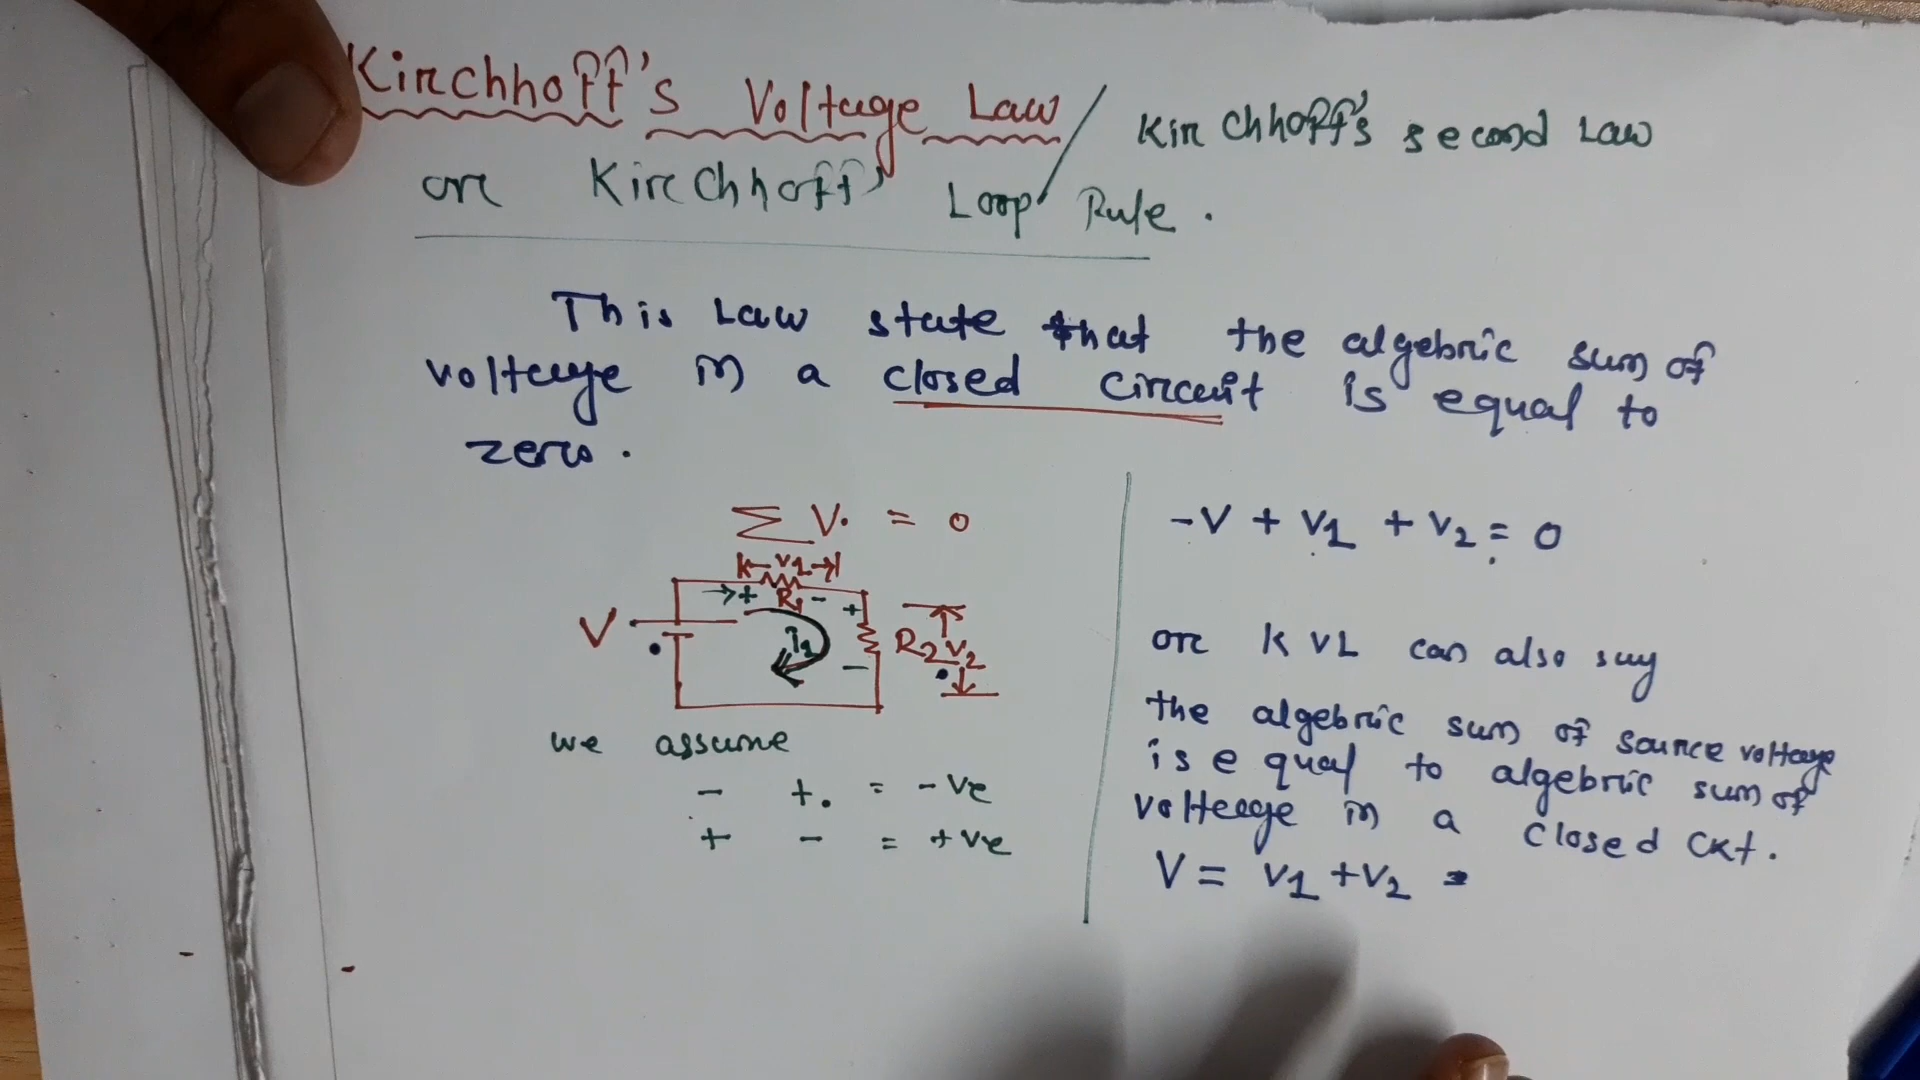 Kirchhoff's Voltage Law / Kirchhoff's second Law
or Kirchhoff' Loop Rule.
This Law state that the algebric sum of
voltage in a closed circuit is equal to
zero.
Σ V. = 0
V1
→ + R1 -
V
I1
+
R2 V2
-
we assume
- +. = -ve
+ - = +ve
-V + V1 + V2 = 0
or KVL can also say
the algebric sum of source voltage
is equal to algebric sum of
voltage in a closed ckt.
V = V1 + V2